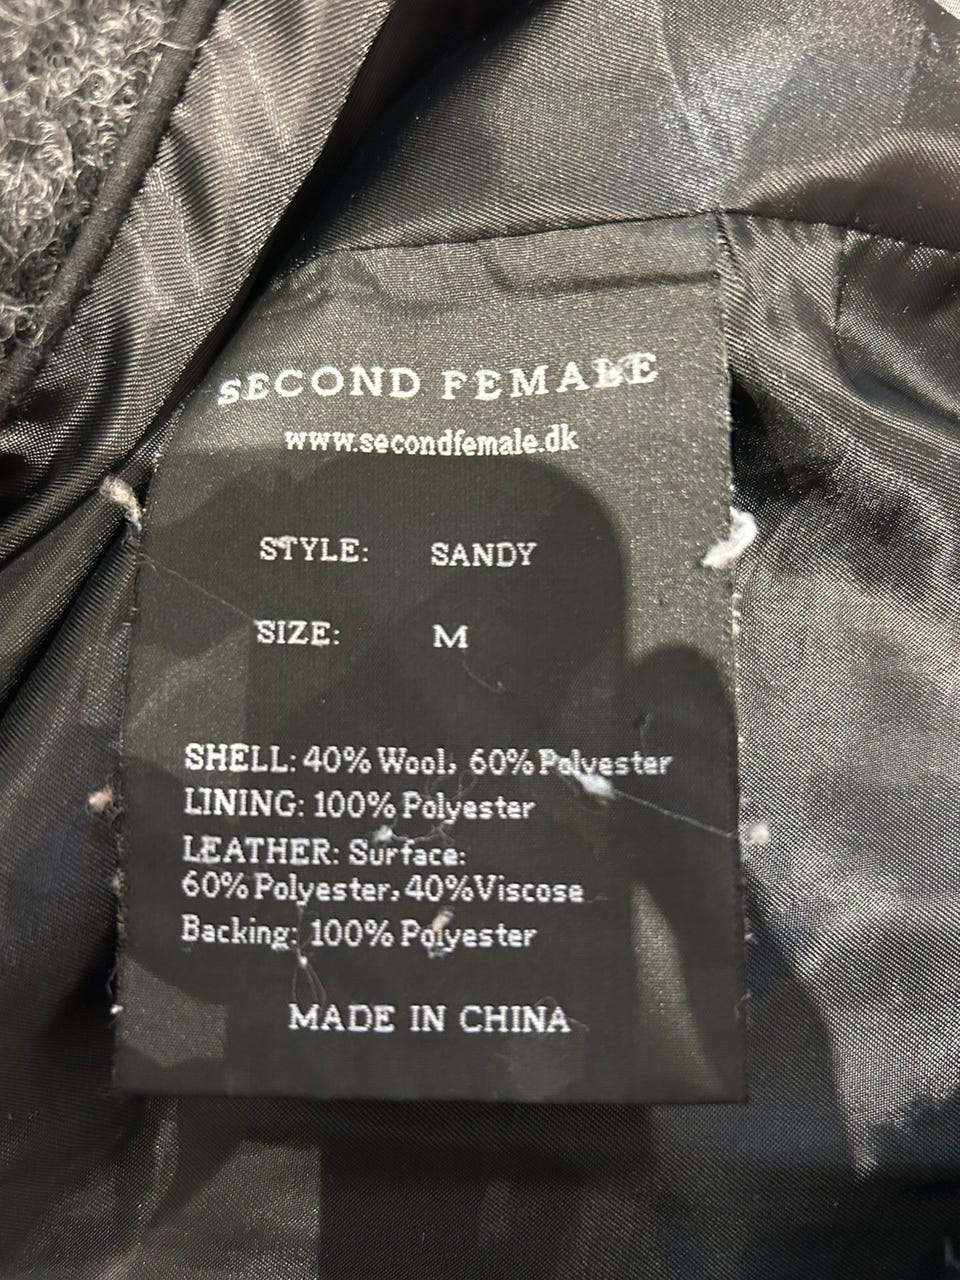 SECOND FEMALE
www.secondfemale.dk
STYLE: SANDY
SIZE: M
SHELL: 40% Wool, 60% Polyester
LINING: 100% Polyester
LEATHER: Surface:
60% Polyester, 40% Viscose
Backing: 100% Polyester
MADE IN CHINA